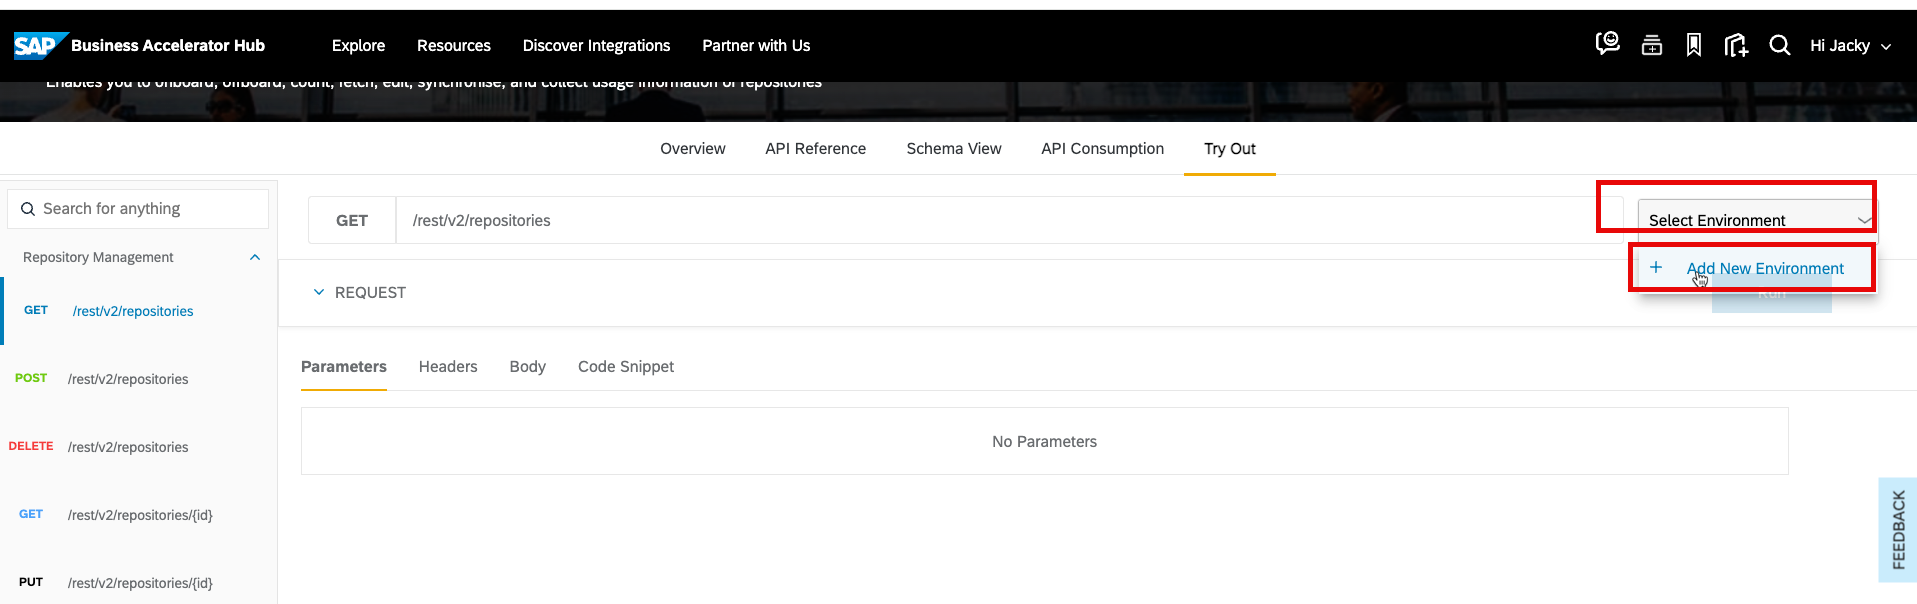 SAP Business Accelerator Hub Explore Resources Discover Integrations Partner with Us Hi Jacky
Enables you to onboard, offboard, count, fetch, edit, synchronise, and collect usage information of repositories
Overview API Reference Schema View API Consumption Try Out
Search for anything
GET /rest/v2/repositories Select Environment
Repository Management
+ Add New Environment
REQUEST
Run
GET /rest/v2/repositories
Parameters Headers Body Code Snippet
POST /rest/v2/repositories
No Parameters
DELETE /rest/v2/repositories
GET /rest/v2/repositories/{id}
PUT /rest/v2/repositories/{id}
FEEDBACK